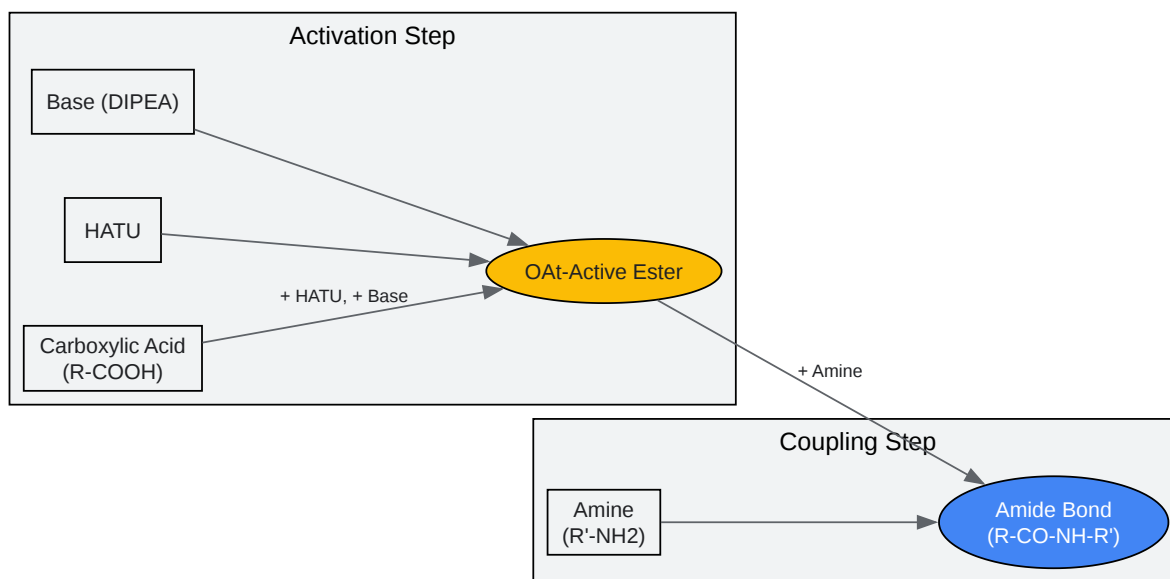 Activation Step
Base (DIPEA)
HATU
OAt-Active Ester
+ HATU, + Base
Carboxylic Acid
(R-COOH)
+ Amine
Coupling Step
Amine
(R'-NH2)
Amide Bond
(R-CO-NH-R')